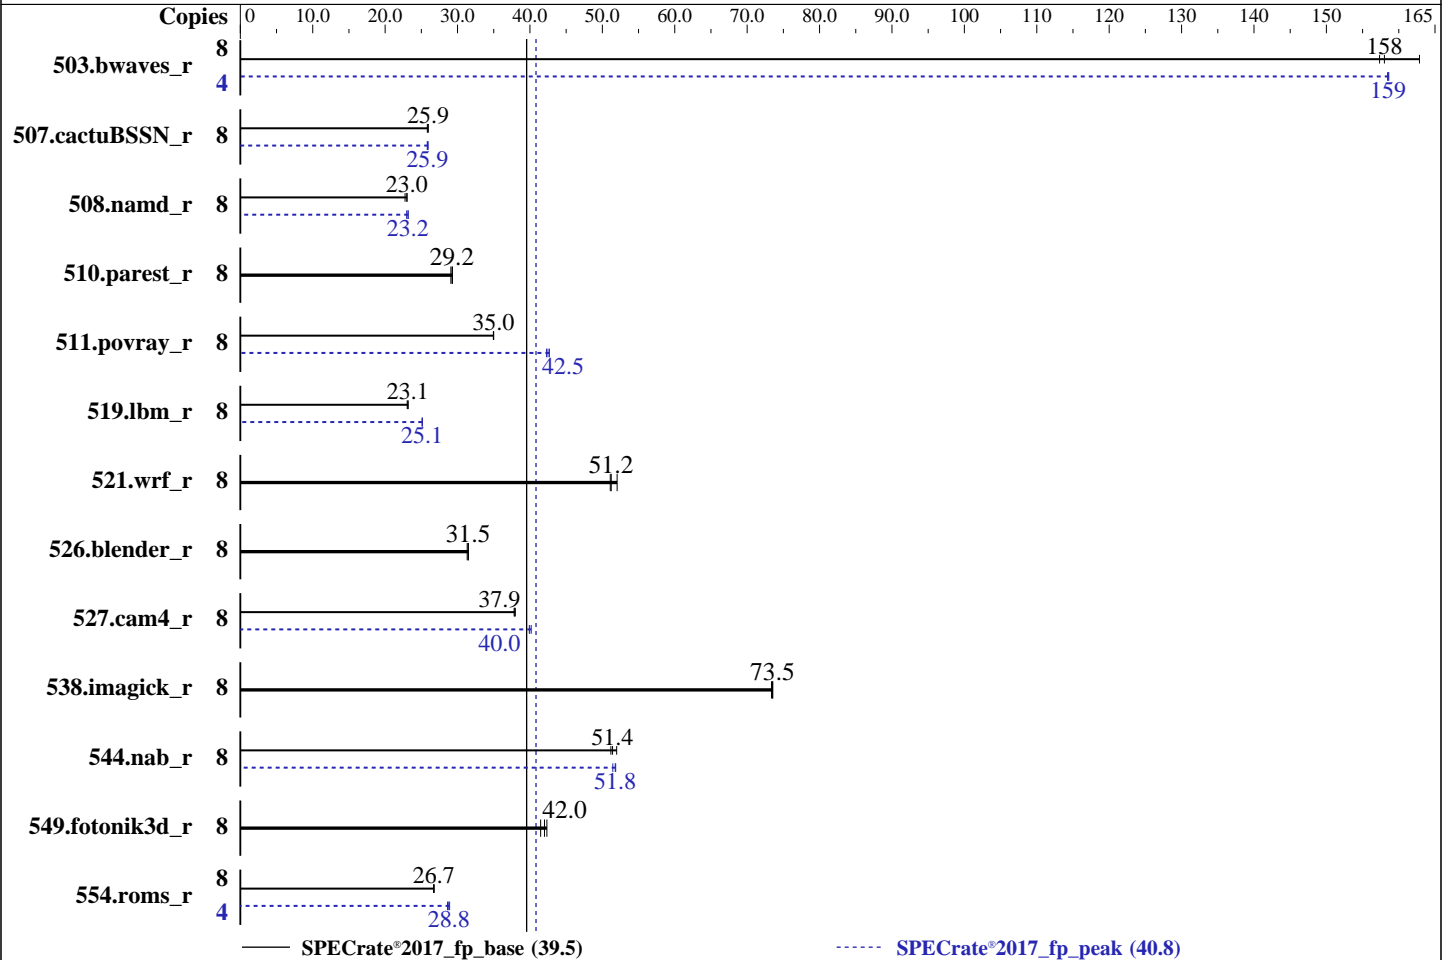 Copies 0 10.0 20.0 30.0 40.0 50.0 60.0 70.0 80.0 90.0 100 110 120 130 140 150 165
503.bwaves_r 8 158
4 159
507.cactuBSSN_r 8 25.9
25.9
508.namd_r 8 23.0
23.2
510.parest_r 8 29.2
511.povray_r 8 35.0
42.5
519.lbm_r 8 23.1
25.1
521.wrf_r 8 51.2
526.blender_r 8 31.5
527.cam4_r 8 37.9
40.0
538.imagick_r 8 73.5
544.nab_r 8 51.4
51.8
549.fotonik3d_r 8 42.0
554.roms_r 8 26.7
4 28.8
SPECrate®2017_fp_base (39.5) SPECrate®2017_fp_peak (40.8)